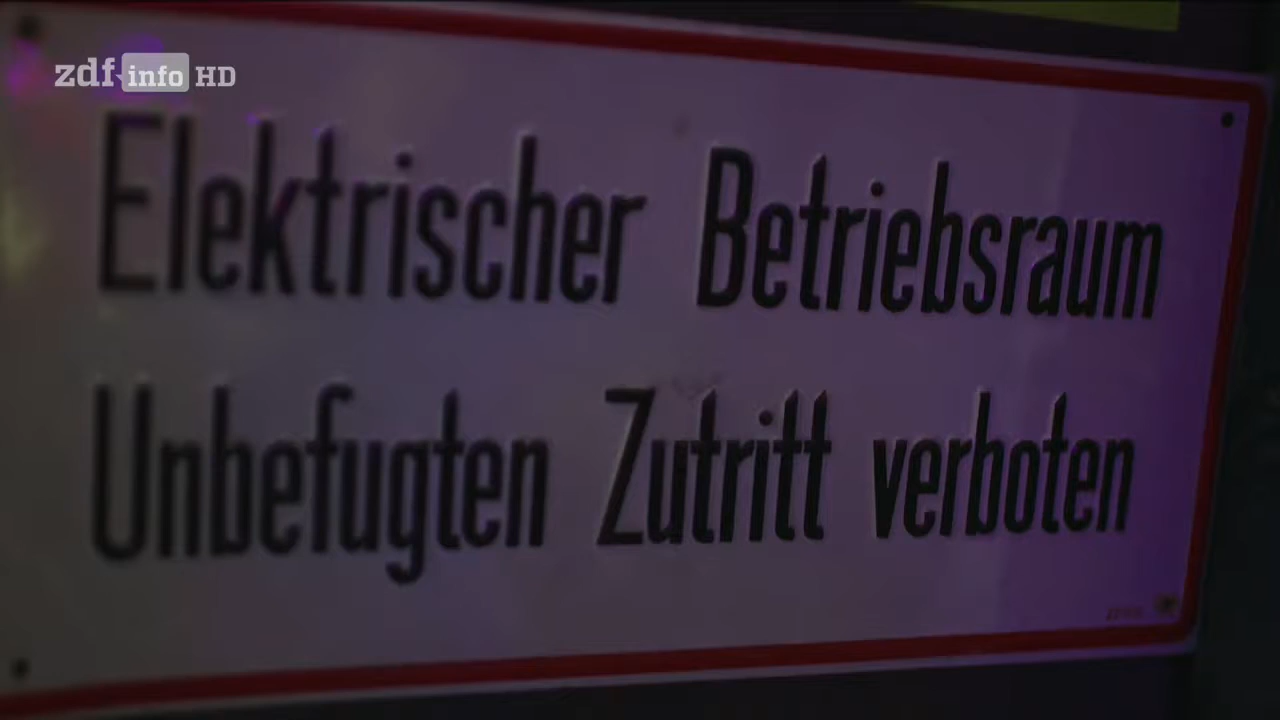 zdf info HD
Elektrischer Betriebsraum
Unbefugten Zutritt verboten